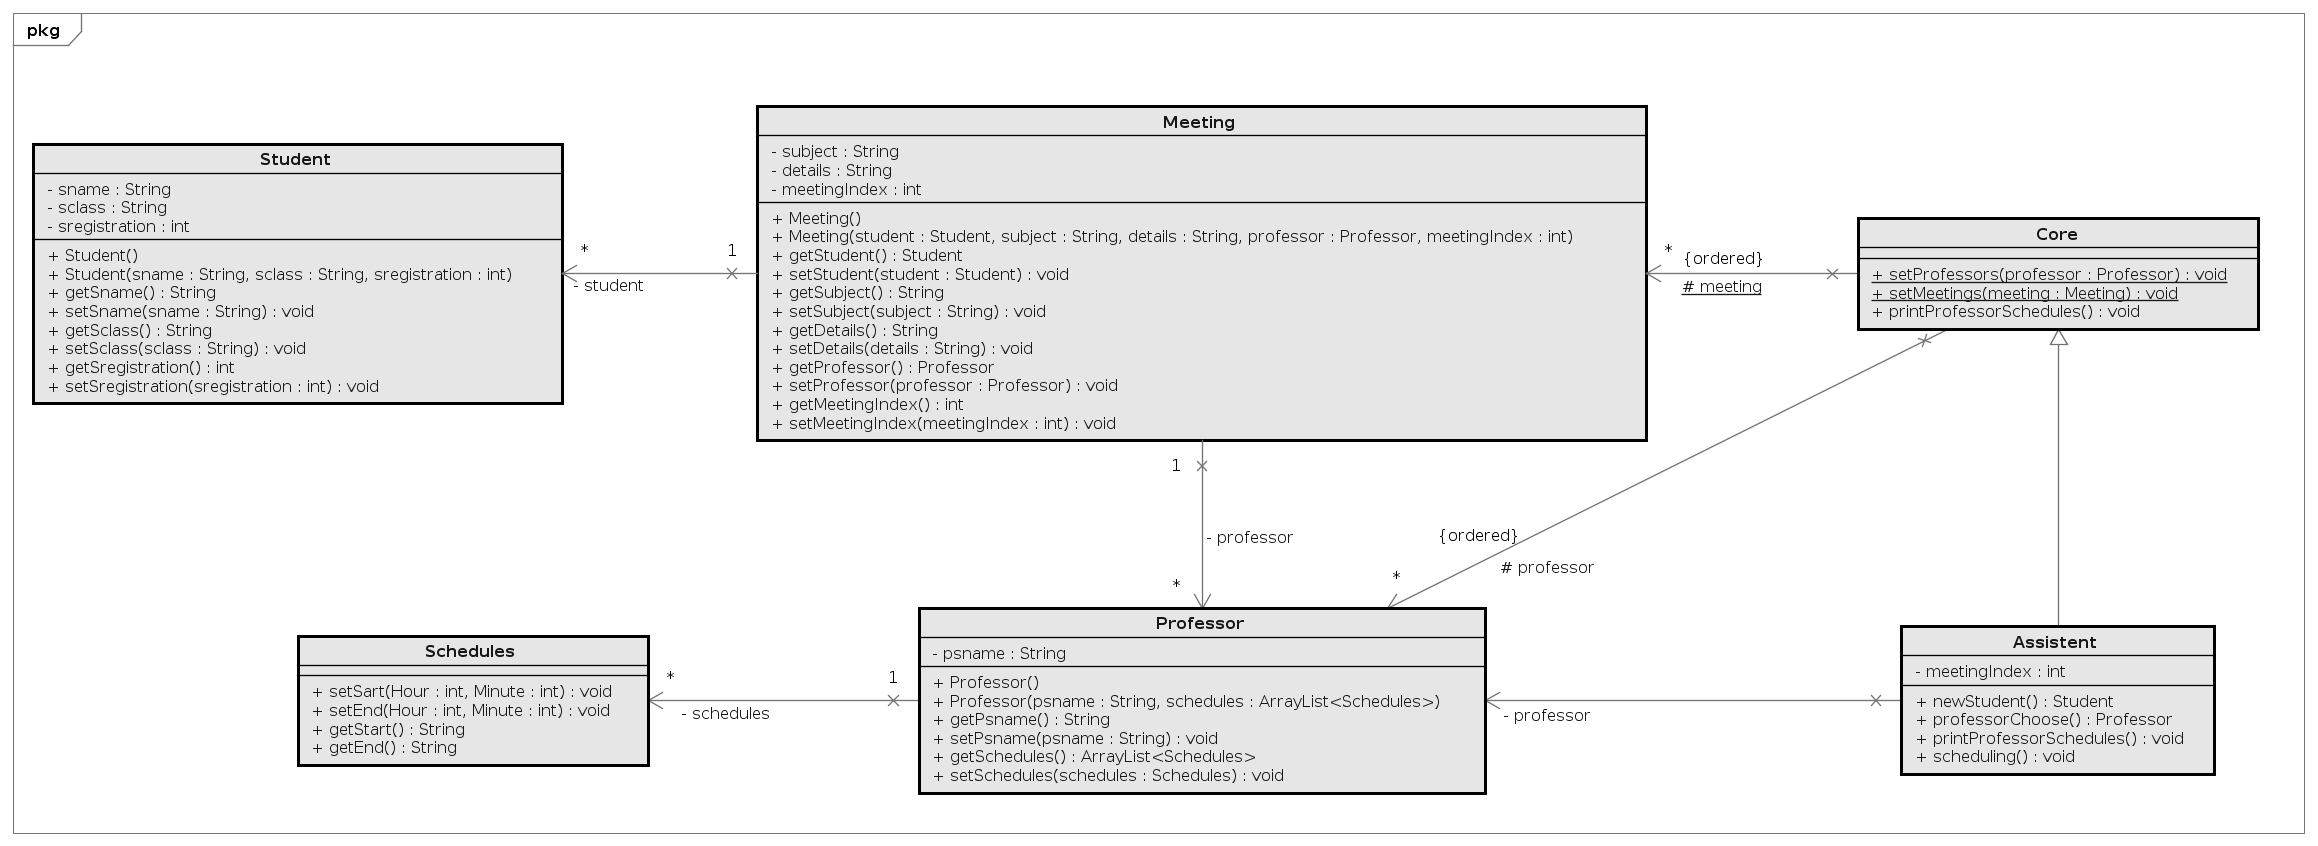 pkg
Student
- sname : String
- sclass : String
- sregistration : int
+ Student()
+ Student(sname : String, sclass : String, sregistration : int)
+ getSname() : String
+ setSname(sname : String) : void
+ getSclass() : String
+ setSclass(sclass : String) : void
+ getSregistration() : int
+ setSregistration(sregistration : int) : void
*
1
- student
Meeting
- subject : String
- details : String
- meetingIndex : int
+ Meeting()
+ Meeting(student : Student, subject : String, details : String, professor : Professor, meetingIndex : int)
+ getStudent() : Student
+ setStudent(student : Student) : void
+ getSubject() : String
+ setSubject(subject : String) : void
+ getDetails() : String
+ setDetails(details : String) : void
+ getProfessor() : Professor
+ setProfessor(professor : Professor) : void
+ getMeetingIndex() : int
+ setMeetingIndex(meetingIndex : int) : void
*
{ordered}
# meeting
Core
+ setProfessors(professor : Professor) : void
+ setMeetings(meeting : Meeting) : void
+ printProfessorSchedules() : void
1
- professor
*
{ordered}
# professor
*
Schedules
+ setSart(Hour : int, Minute : int) : void
+ setEnd(Hour : int, Minute : int) : void
+ getStart() : String
+ getEnd() : String
*
1
- schedules
Professor
- psname : String
+ Professor()
+ Professor(psname : String, schedules : ArrayList<Schedules>)
+ getPsname() : String
+ setPsname(psname : String) : void
+ getSchedules() : ArrayList<Schedules>
+ setSchedules(schedules : Schedules) : void
- professor
Assistent
- meetingIndex : int
+ newStudent() : Student
+ professorChoose() : Professor
+ printProfessorSchedules() : void
+ scheduling() : void